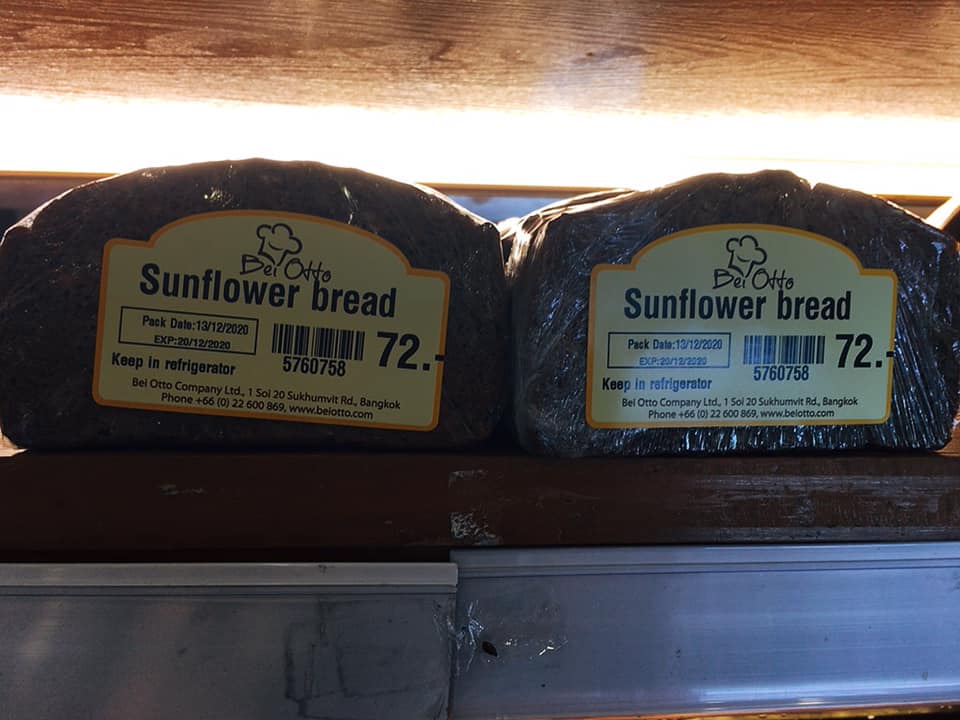 Bei Otto
Sunflower bread
Pack Date:13/12/2020
EXP:20/12/2020
5760758
72.-
Keep in refrigerator
Bei Otto Company Ltd., 1 Soi 20 Sukhumvit Rd., Bangkok
Phone +66 (0) 22 600 869, www.beiotto.com
Bei Otto
Sunflower bread
Pack Date:13/12/2020
EXP:20/12/2020
5760758
72.-
Keep in refrigerator
Bei Otto Company Ltd., 1 Soi 20 Sukhumvit Rd., Bangkok
Phone +66 (0) 22 600 869, www.beiotto.com